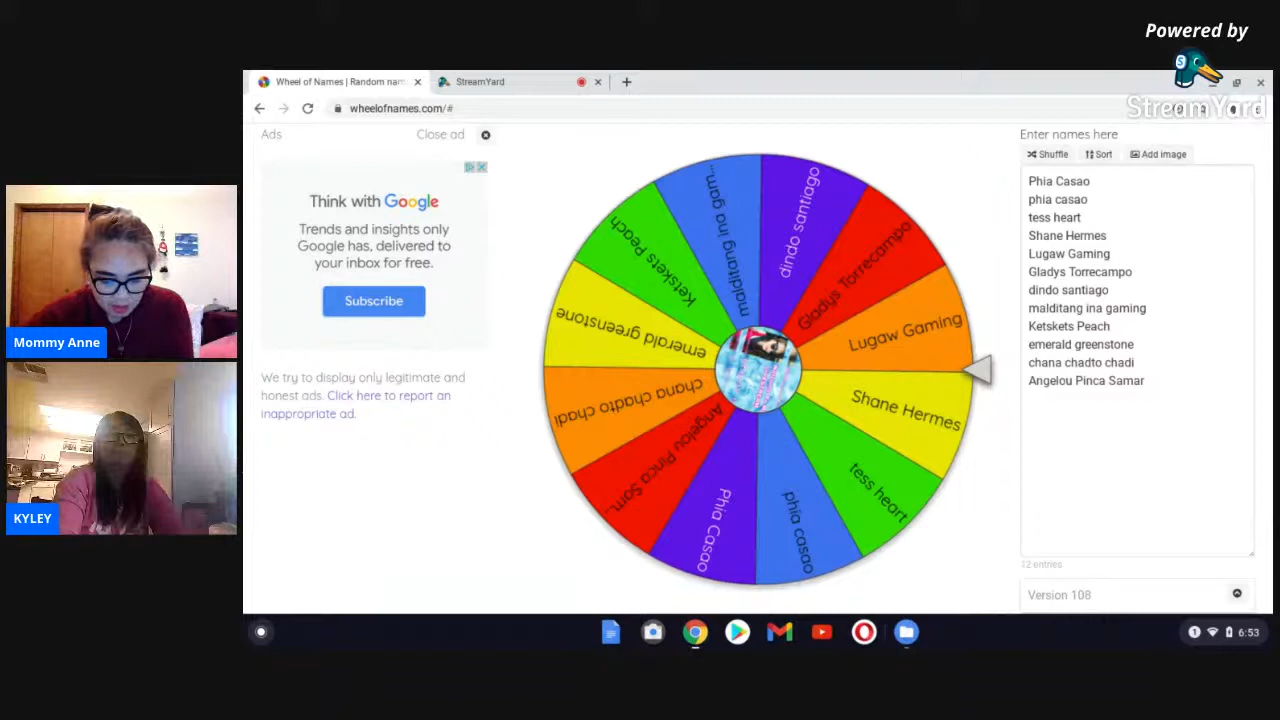 Powered by
StreamYard
Wheel of Names | Random nam
StreamYard
wheelofnames.com/#
Ads
Close ad
Think with Google
Trends and insights only
Google has, delivered to
your inbox for free.
Subscribe
We try to display only legitimate and
honest ads. Click here to report an
inappropriate ad.
Mommy Anne
KYLEY
malditang ina gam...
dindo santiago
Gladys Torrecampo
Lugaw Gaming
Shane Hermes
tess heart
phia casao
Phia Casao
Angelou Pinca Sam...
chana chadto chadi
emerald greenstone
Ketskets Peach
Enter names here
Shuffle
Sort
Add image
Phia Casao
phia casao
tess heart
Shane Hermes
Lugaw Gaming
Gladys Torrecampo
dindo santiago
malditang ina gaming
Ketskets Peach
emerald greenstone
chana chadto chadi
Angelou Pinca Samar
12 entries
Version 108
1
6:53